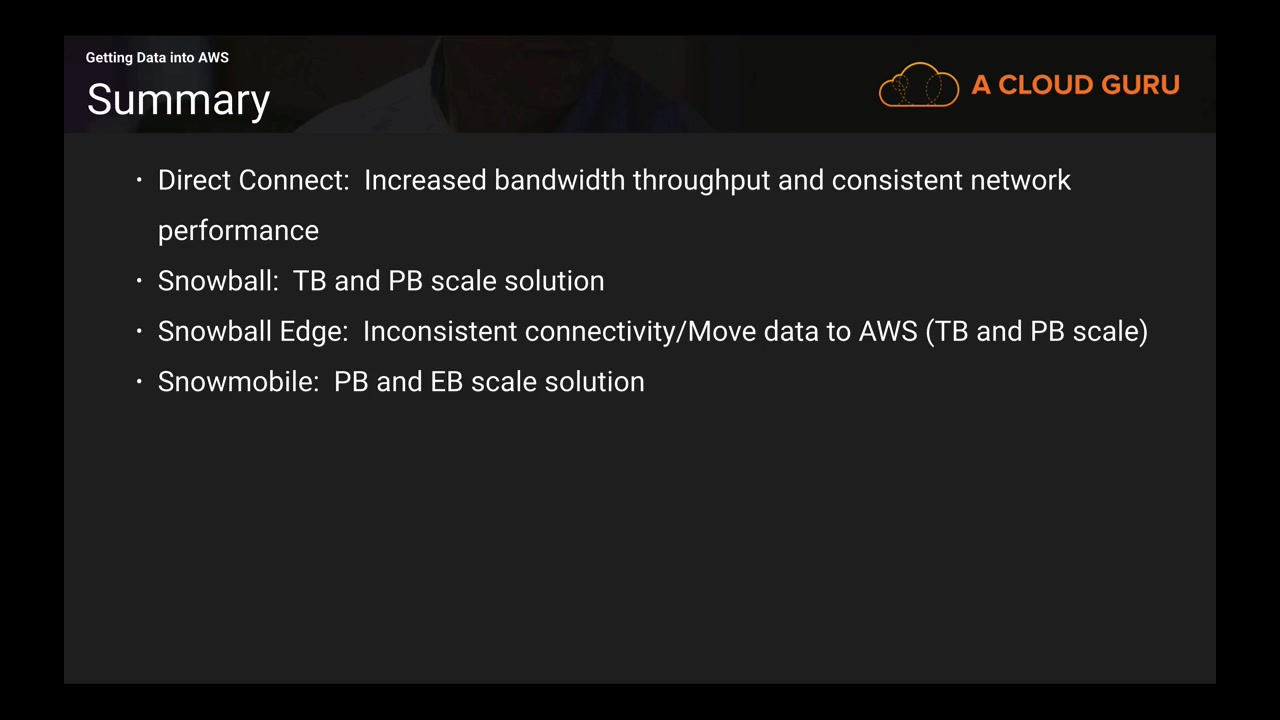 Getting Data into AWS
Summary
A CLOUD GURU
• Direct Connect: Increased bandwidth throughput and consistent network
performance
• Snowball: TB and PB scale solution
• Snowball Edge: Inconsistent connectivity/Move data to AWS (TB and PB scale)
• Snowmobile: PB and EB scale solution